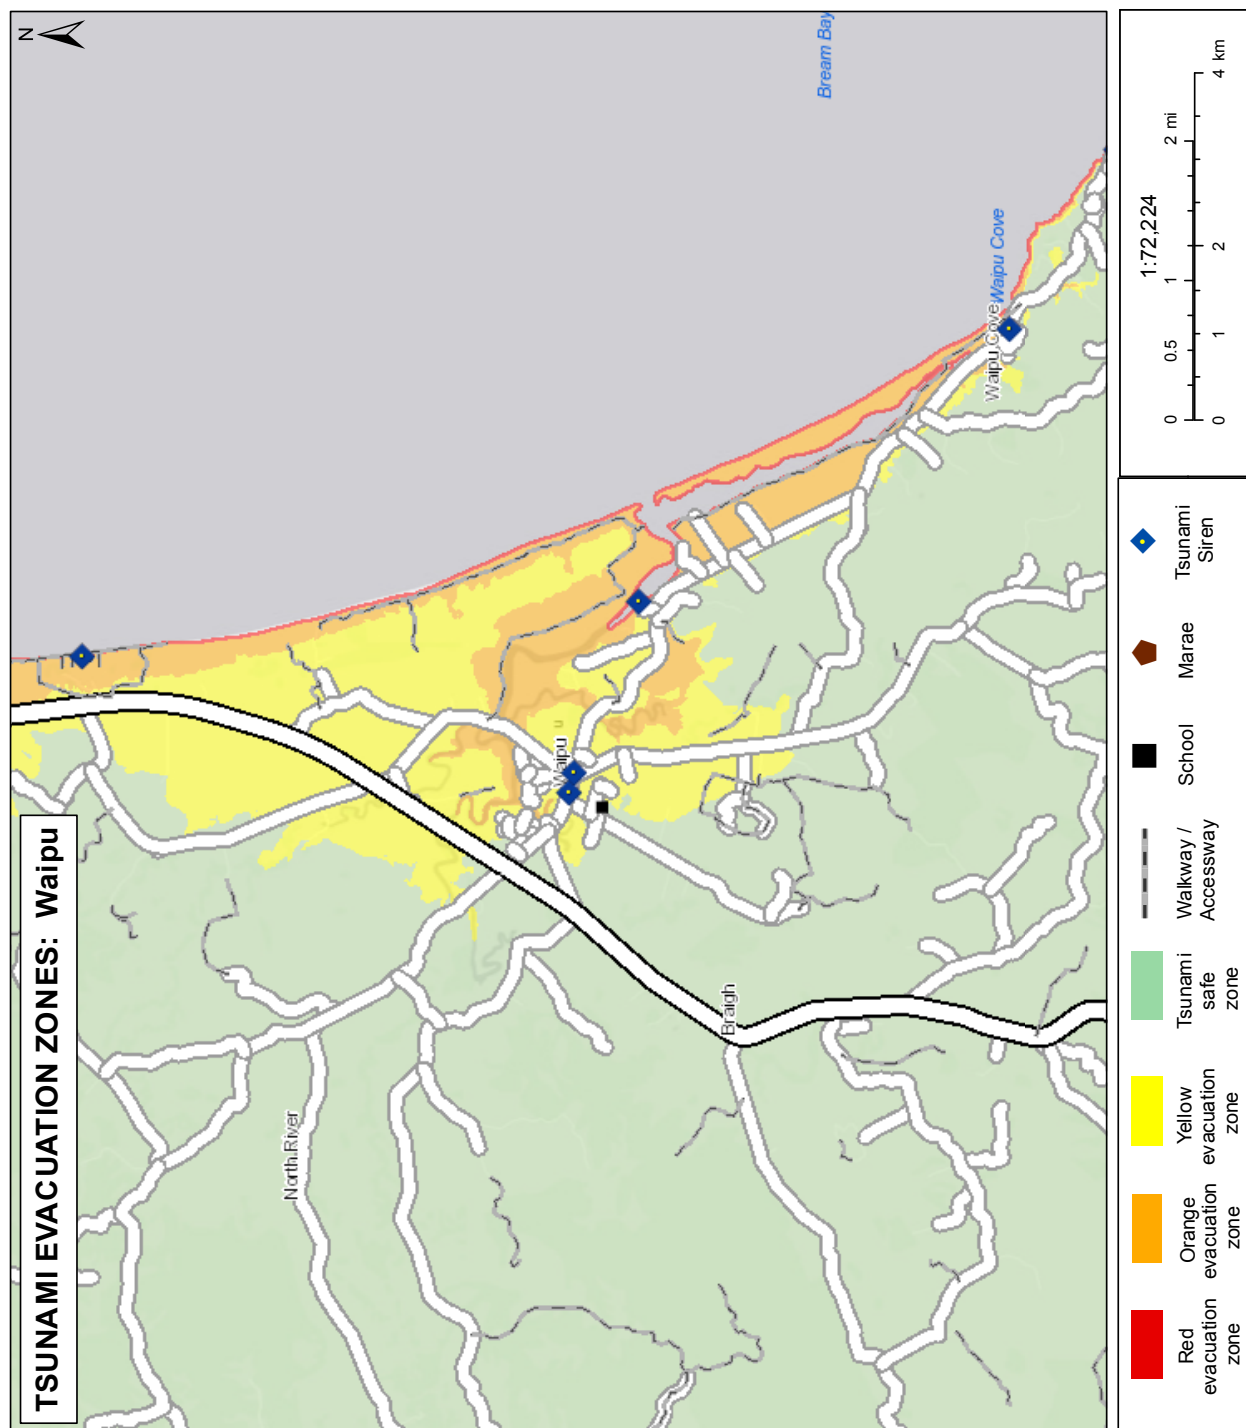 TSUNAMI EVACUATION ZONES: Waipu
N
Bream Bay
Waipu Cove
Waipu Cove
Waipu
u
Braigh
North River
Red
evacuation
zone
Orange
evacuation
zone
Yellow
evacuation
zone
Tsunami
safe
zone
Walkway /
Accessway
School
Marae
Tsunami
Siren
1:72,224
0 0.5 1 2 mi
0 1 2 4 km